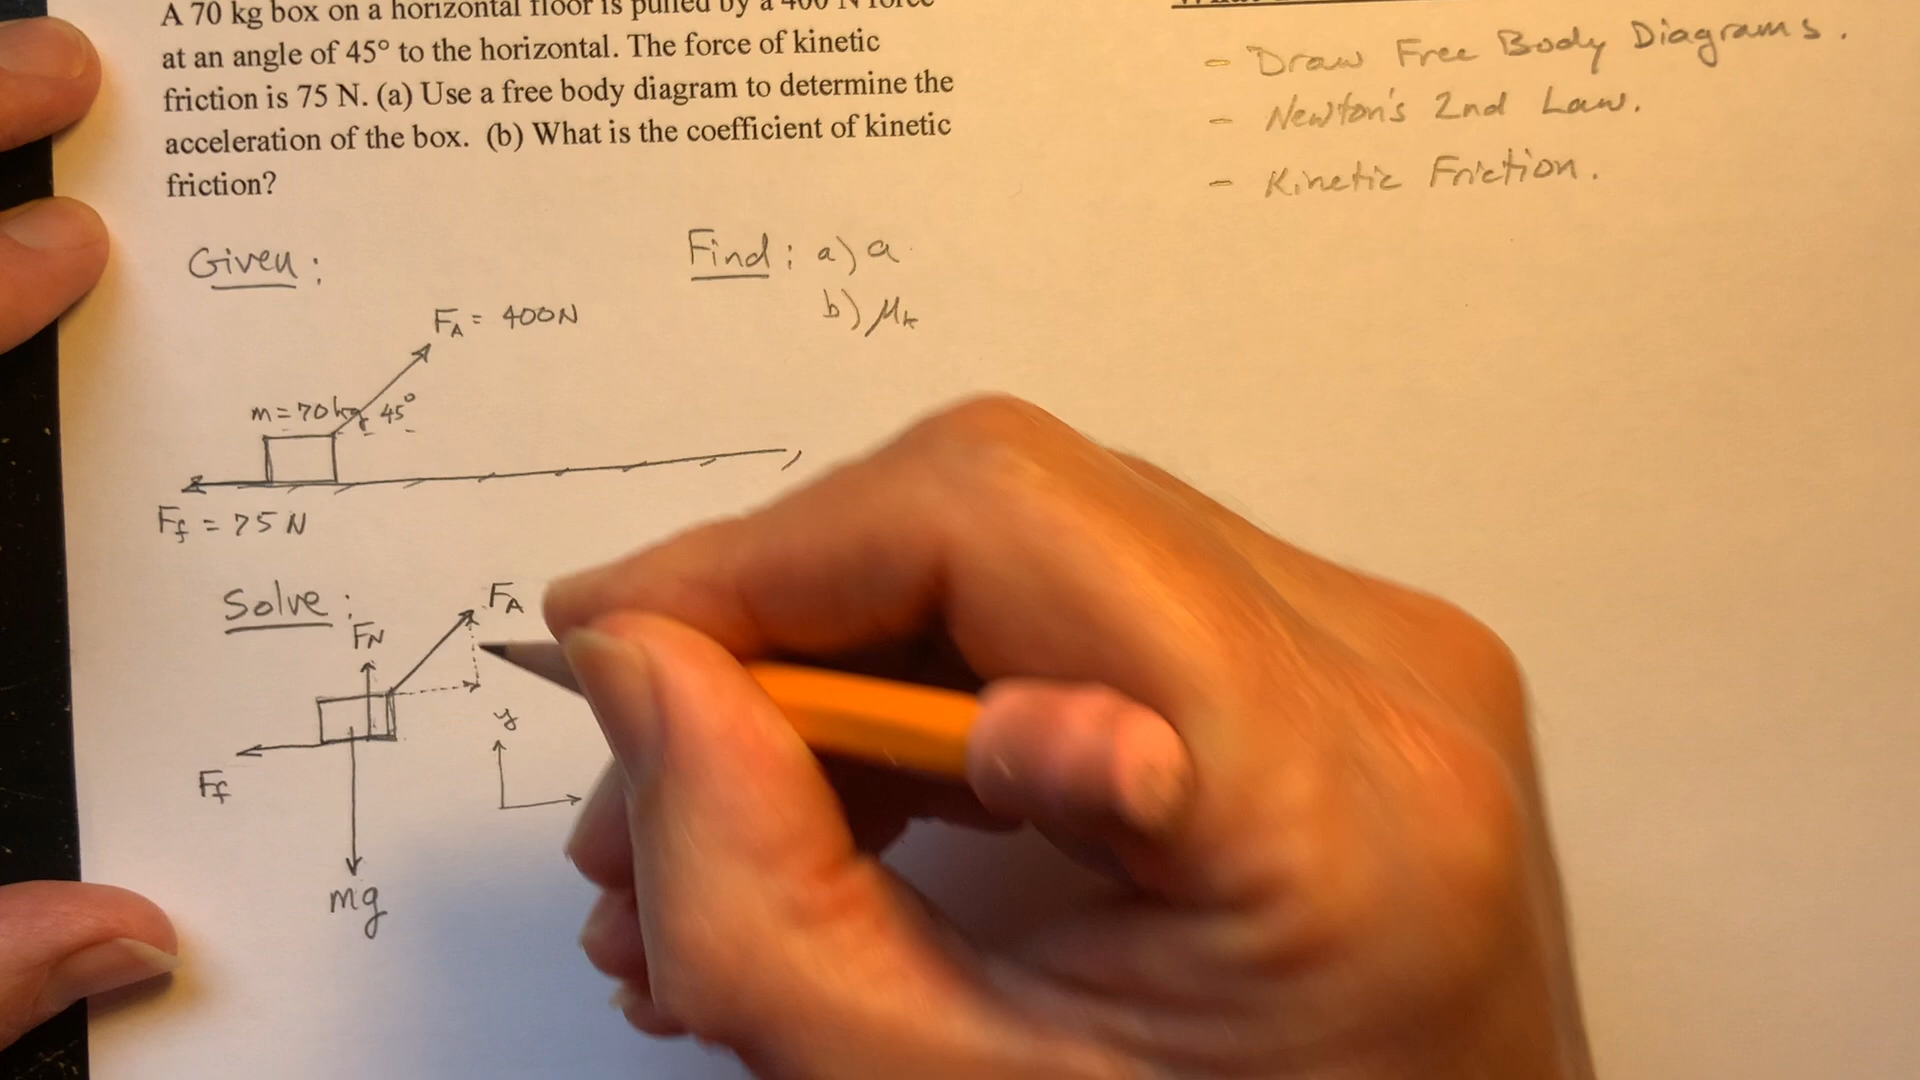 A 70 kg box on a horizontal floor is pulled by a 400 N force
at an angle of 45° to the horizontal. The force of kinetic
friction is 75 N. (a) Use a free body diagram to determine the
acceleration of the box. (b) What is the coefficient of kinetic
friction?
- Draw Free Body Diagrams.
- Newton's 2nd Law.
- Kinetic Friction.
Given:
Find: a) a
b) μk
FA = 400N
m=70kg 45°
Ff = 75 N
Solve:
FA
FN
y
Ff
mg